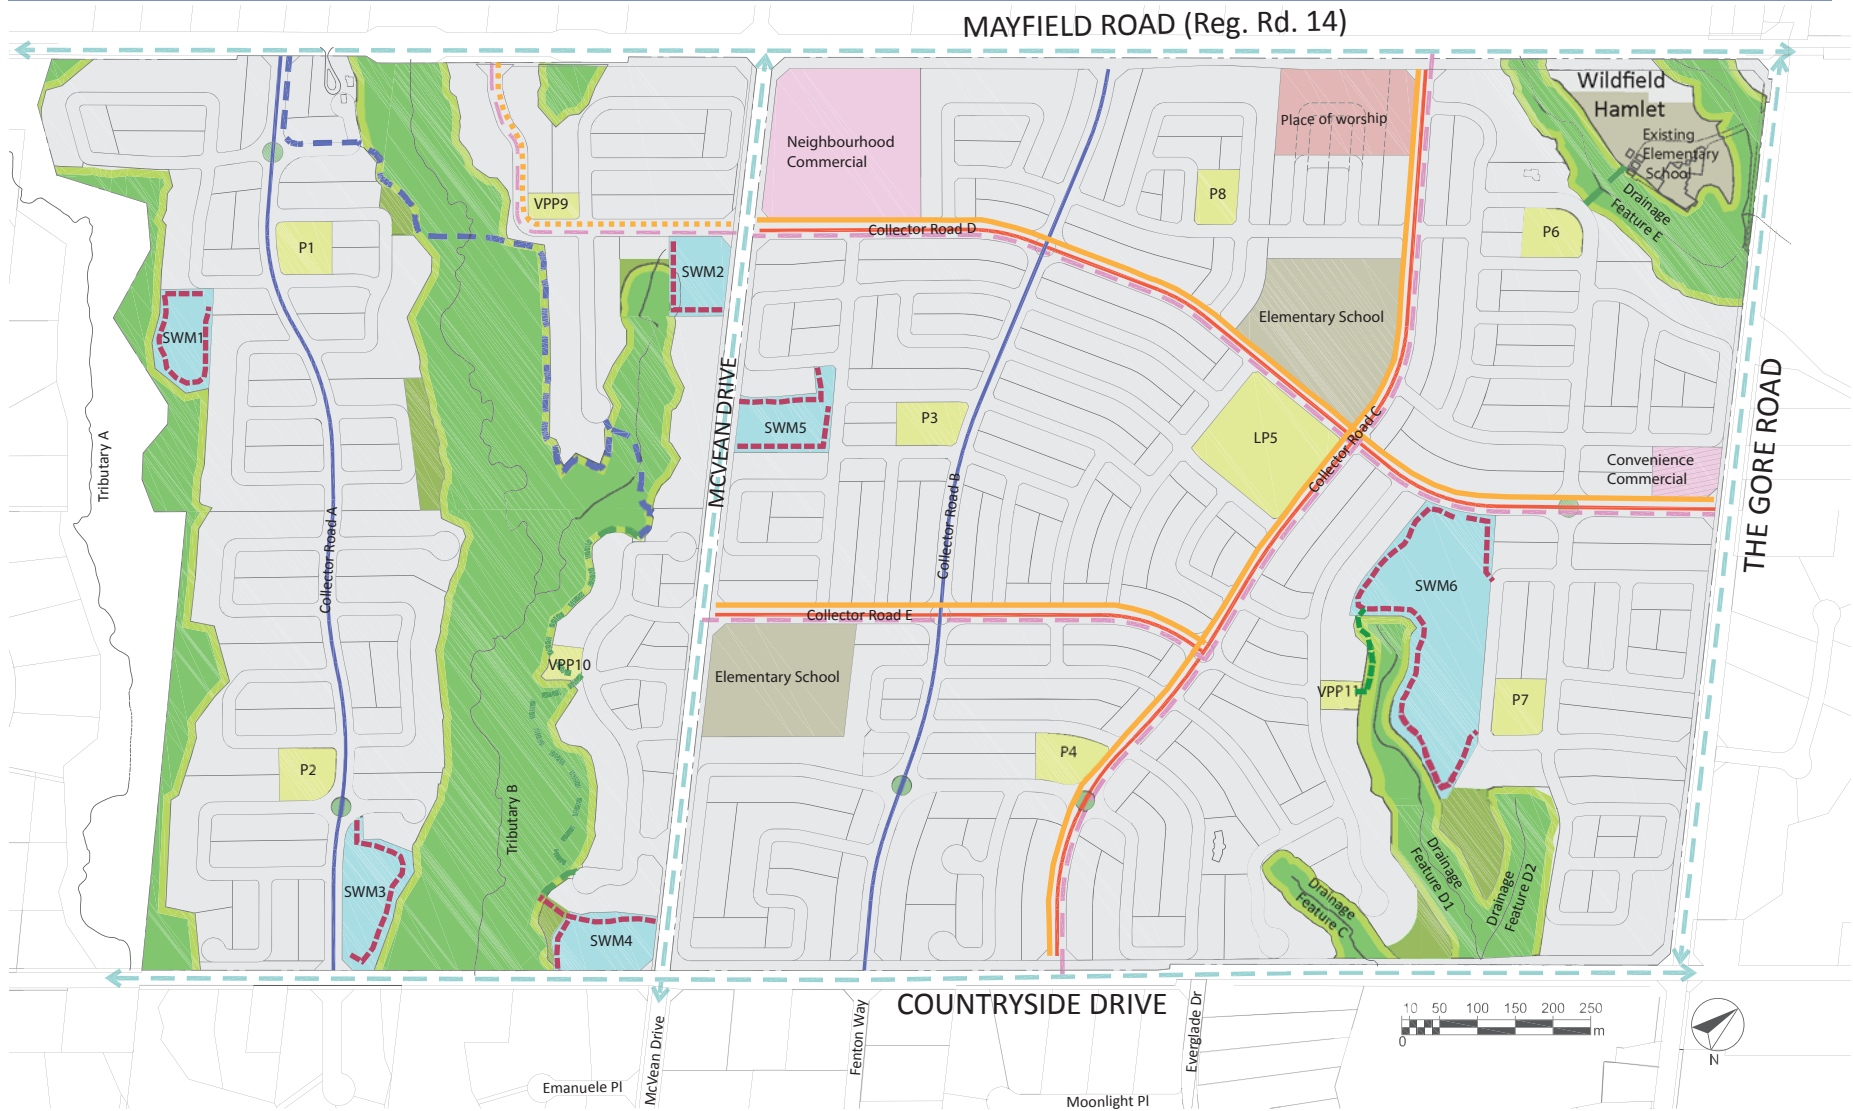 MAYFIELD ROAD (Reg. Rd. 14)
Wildfield
Hamlet
Existing
Elementary
School
Place of worship
Neighbourhood
Commercial
P8
VPP9
Drainage
Feature E
P6
Collector Road D
P1
SWM2
Elementary School
SWM1
MCVEAN DRIVE
THE GORE ROAD
P3
SWM5
LP5
Collector Road C
Convenience
Commercial
Tributary A
Collector Road A
Collector Road B
SWM6
Collector Road E
VPP10
Elementary School
VPP11
P7
P4
P2
Tributary B
Drainage
Feature D1
Drainage
Feature D2
Drainage
Feature C
SWM3
SWM4
COUNTRYSIDE DRIVE
10 50 100 150 200 250
m
0
N
McVean Drive
Fenton Way
Everglade Dr
Emanuele Pl
Moonlight Pl